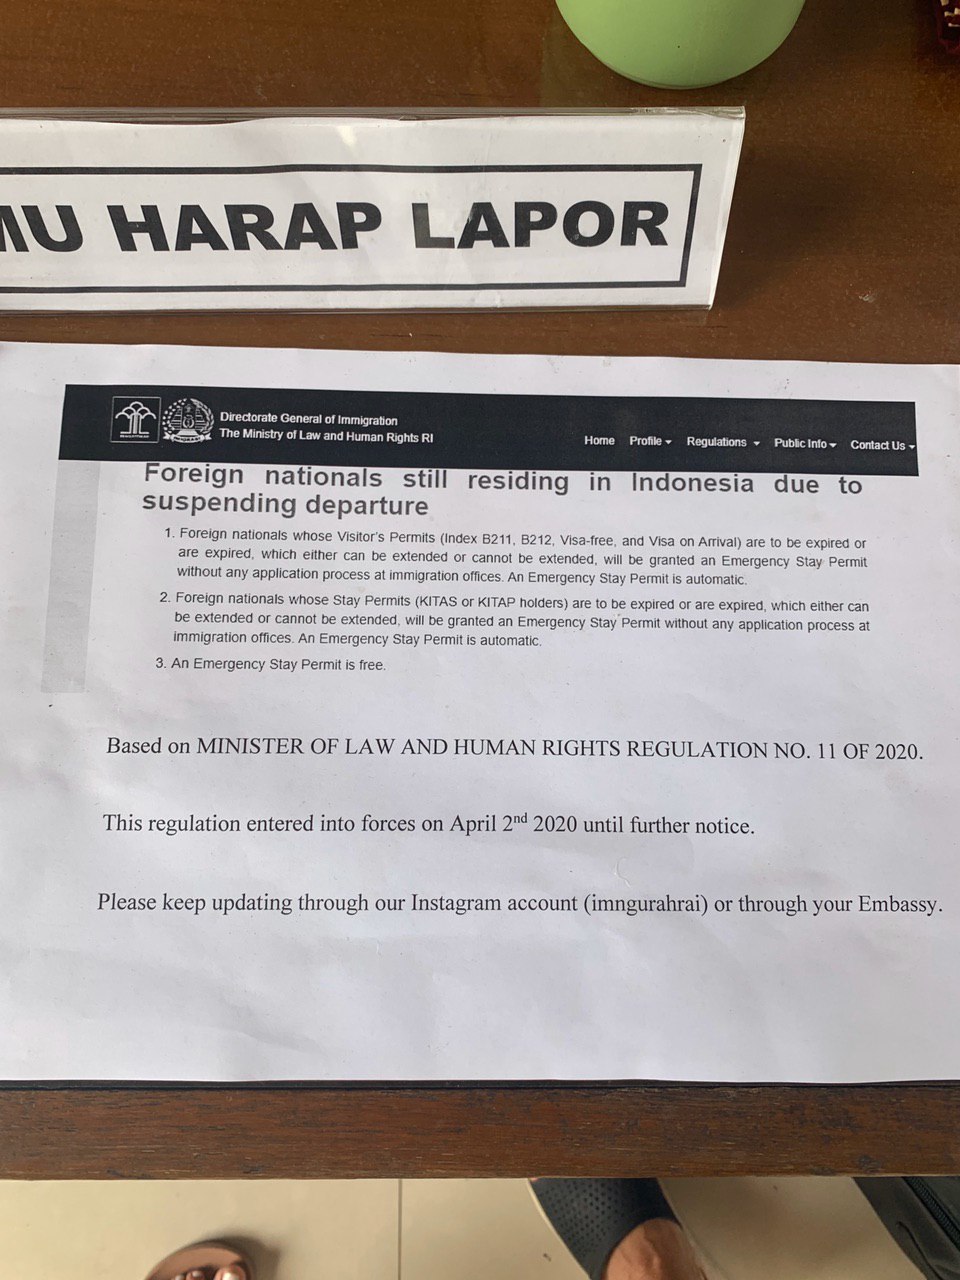 HARAP LAPOR
Directorate General of Immigration
The Ministry of Law and Human Rights RI
Home Profile Regulations Public Info Contact Us
Foreign nationals still residing in Indonesia due to
suspending departure
1. Foreign nationals whose Visitor's Permits (Index B211, B212, Visa-free, and Visa on Arrival) are to be expired or
are expired, which either can be extended or cannot be extended, will be granted an Emergency Stay Permit
without any application process at immigration offices. An Emergency Stay Permit is automatic.
2. Foreign nationals whose Stay Permits (KITAS or KITAP holders) are to be expired or are expired, which either can
be extended or cannot be extended, will be granted an Emergency Stay Permit without any application process at
immigration offices. An Emergency Stay Permit is automatic.
3. An Emergency Stay Permit is free.
Based on MINISTER OF LAW AND HUMAN RIGHTS REGULATION NO. 11 OF 2020.
This regulation entered into forces on April 2nd 2020 until further notice.
Please keep updating through our Instagram account (imngurahrai) or through your Embassy.